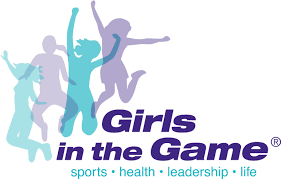 Girls
in the Game®
sports • health • leadership • life